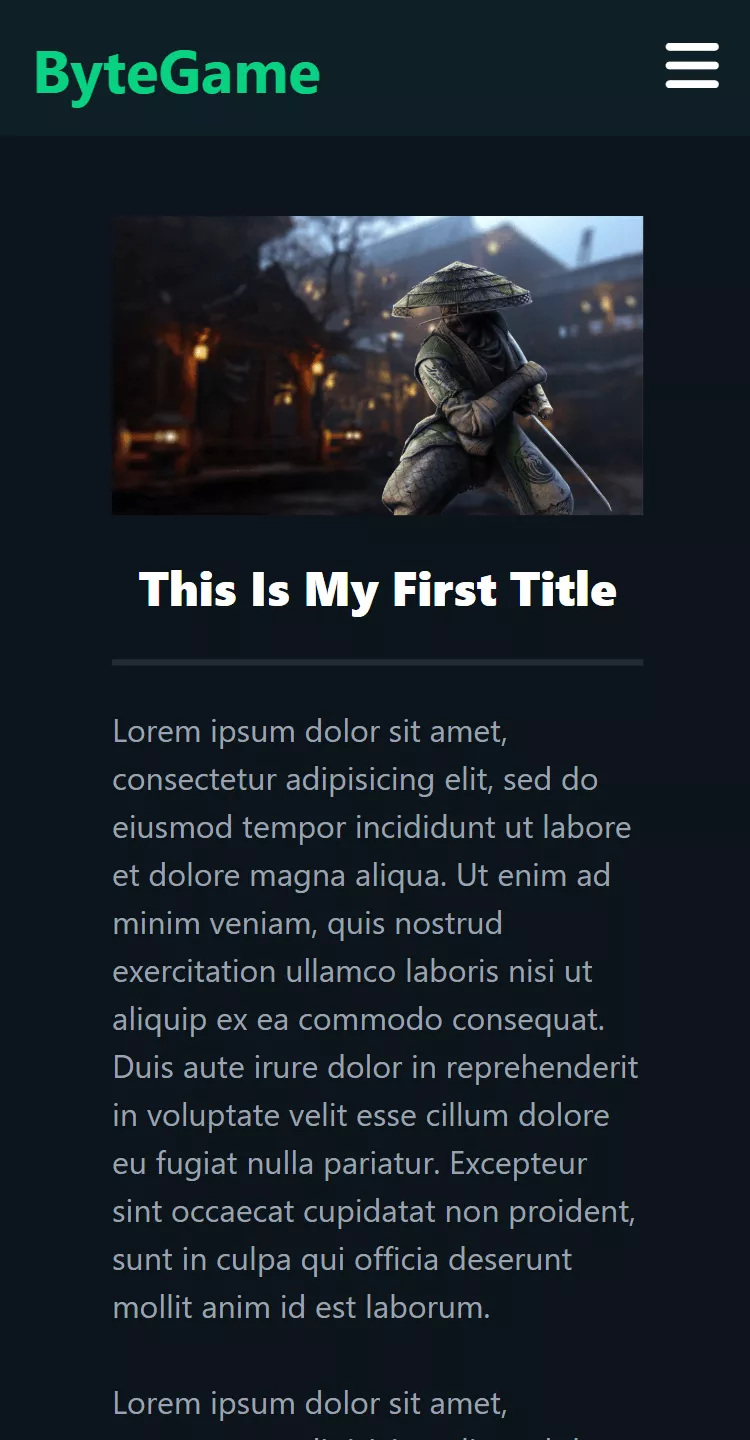 ByteGame
This Is My First Title
Lorem ipsum dolor sit amet,
consectetur adipisicing elit, sed do
eiusmod tempor incididunt ut labore
et dolore magna aliqua. Ut enim ad
minim veniam, quis nostrud
exercitation ullamco laboris nisi ut
aliquip ex ea commodo consequat.
Duis aute irure dolor in reprehenderit
in voluptate velit esse cillum dolore
eu fugiat nulla pariatur. Excepteur
sint occaecat cupidatat non proident,
sunt in culpa qui officia deserunt
mollit anim id est laborum.
Lorem ipsum dolor sit amet,